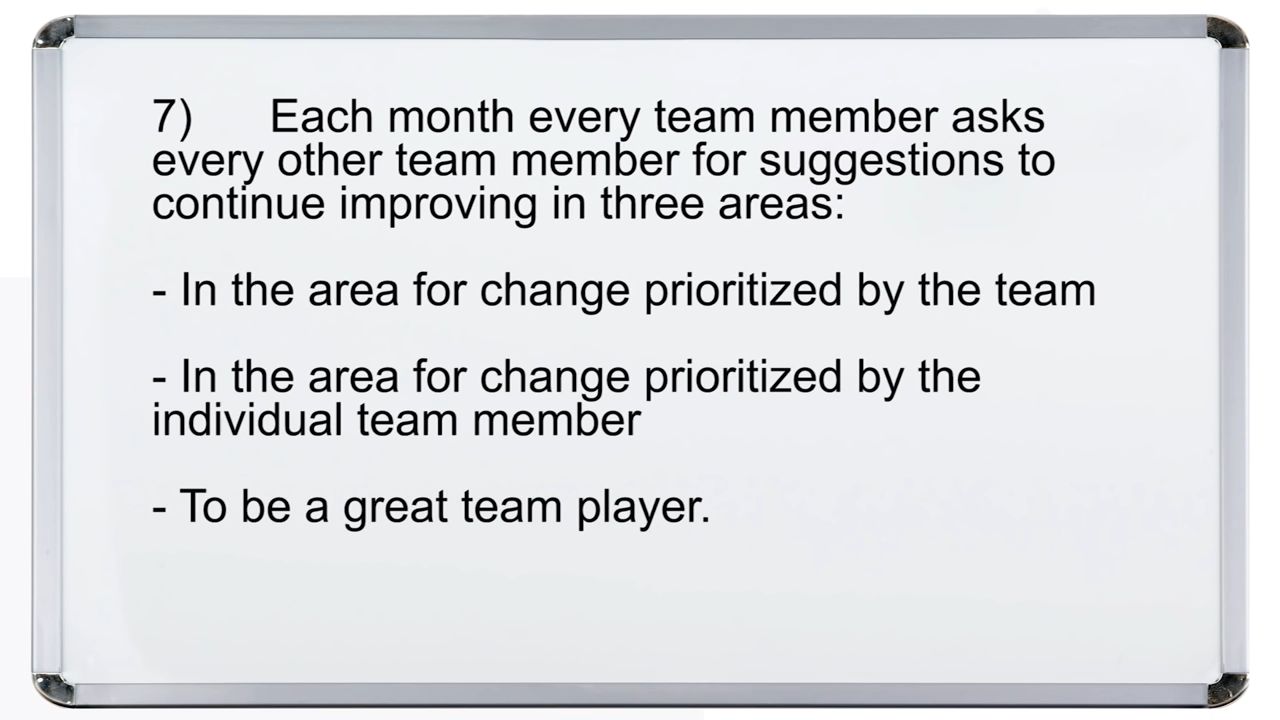 7) Each month every team member asks
every other team member for suggestions to
continue improving in three areas:
- In the area for change prioritized by the team
- In the area for change prioritized by the
individual team member
- To be a great team player.